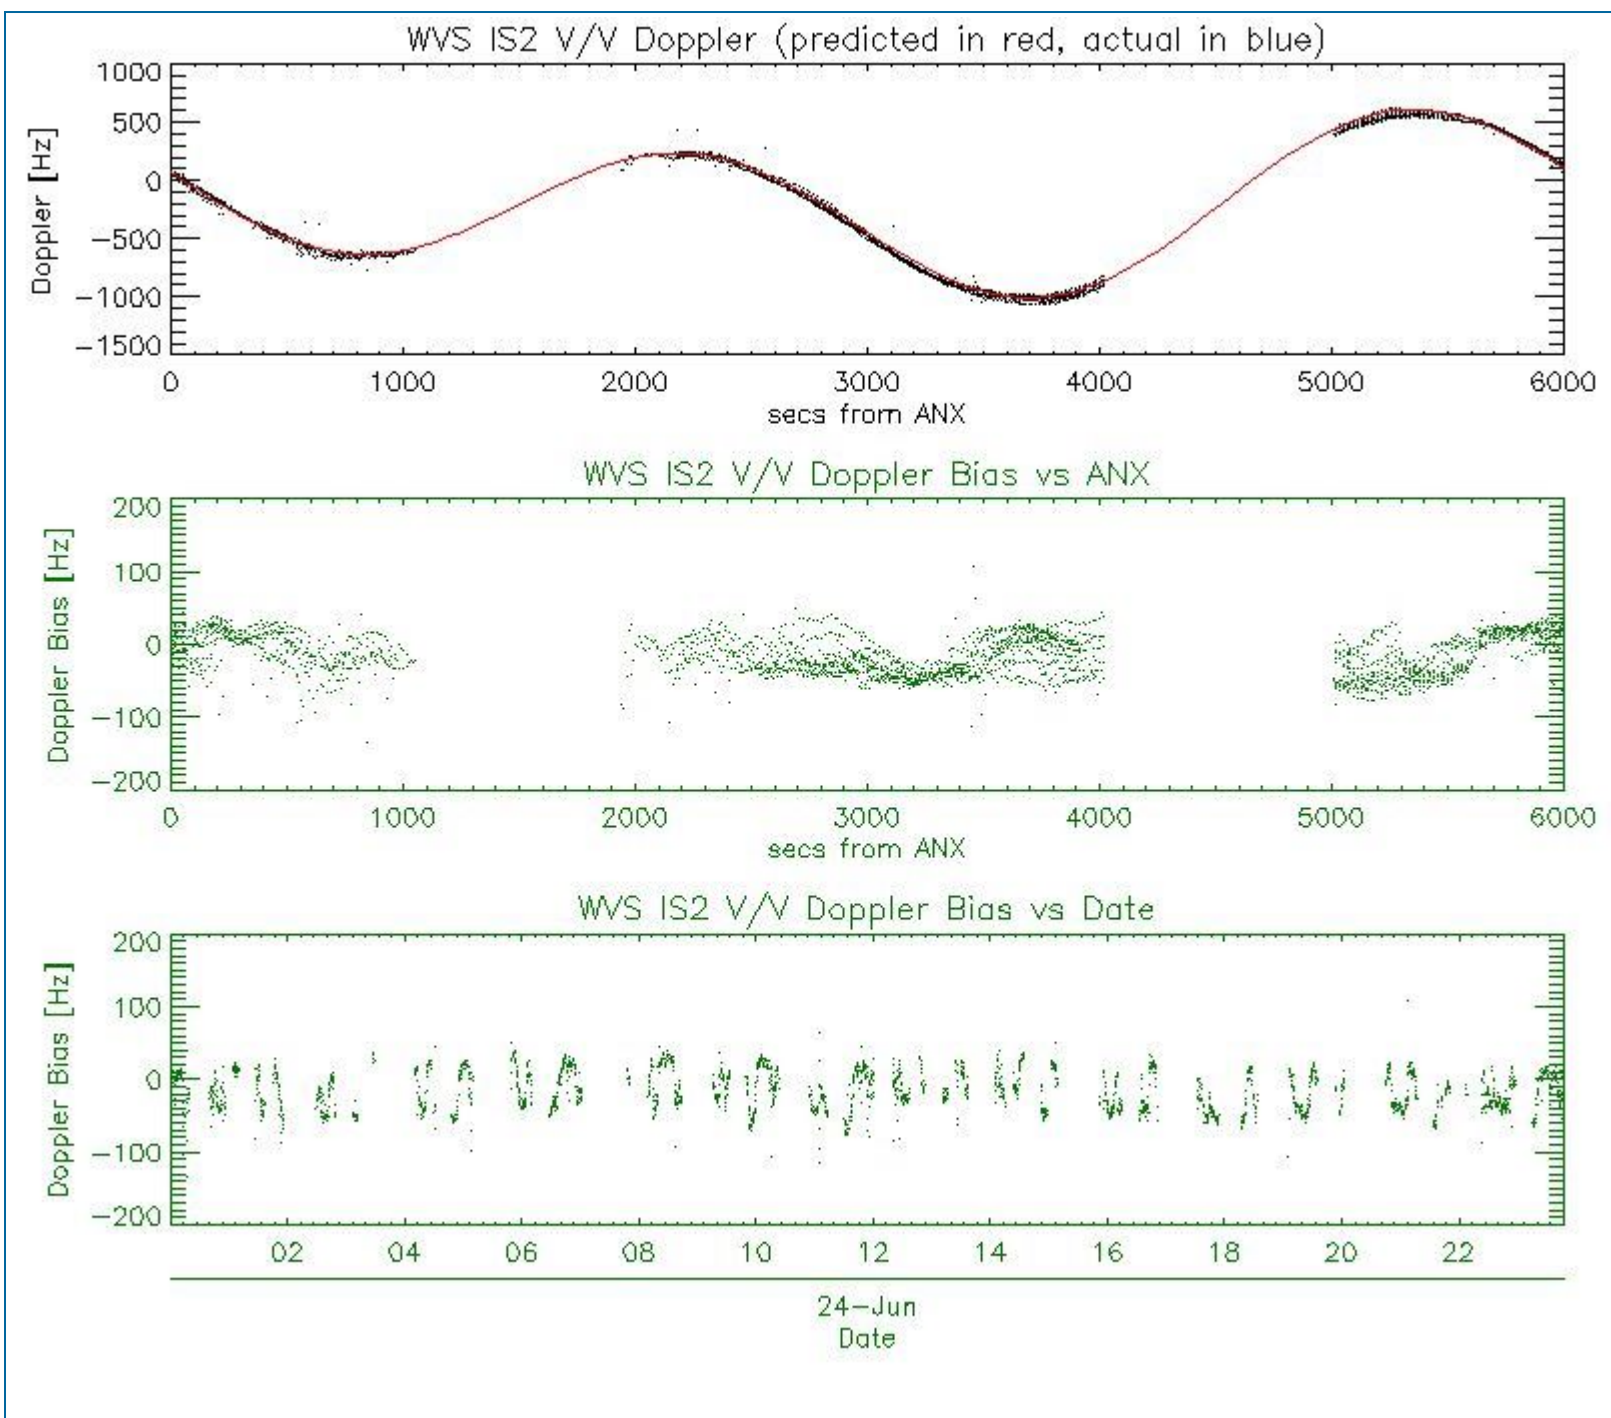 WVS IS2 V/V Doppler (predicted in red, actual in blue)
Doppler [Hz]
1000
500
0
−500
−1000
−1500
0 1000 2000 3000 4000 5000 6000
secs from ANX
WVS IS2 V/V Doppler Bias vs ANX
Doppler Bias [Hz]
200
100
0
−100
−200
0 1000 2000 3000 4000 5000 6000
secs from ANX
WVS IS2 V/V Doppler Bias vs Date
Doppler Bias [Hz]
200
100
0
−100
−200
02 04 06 08 10 12 14 16 18 20 22
24−Jun
Date